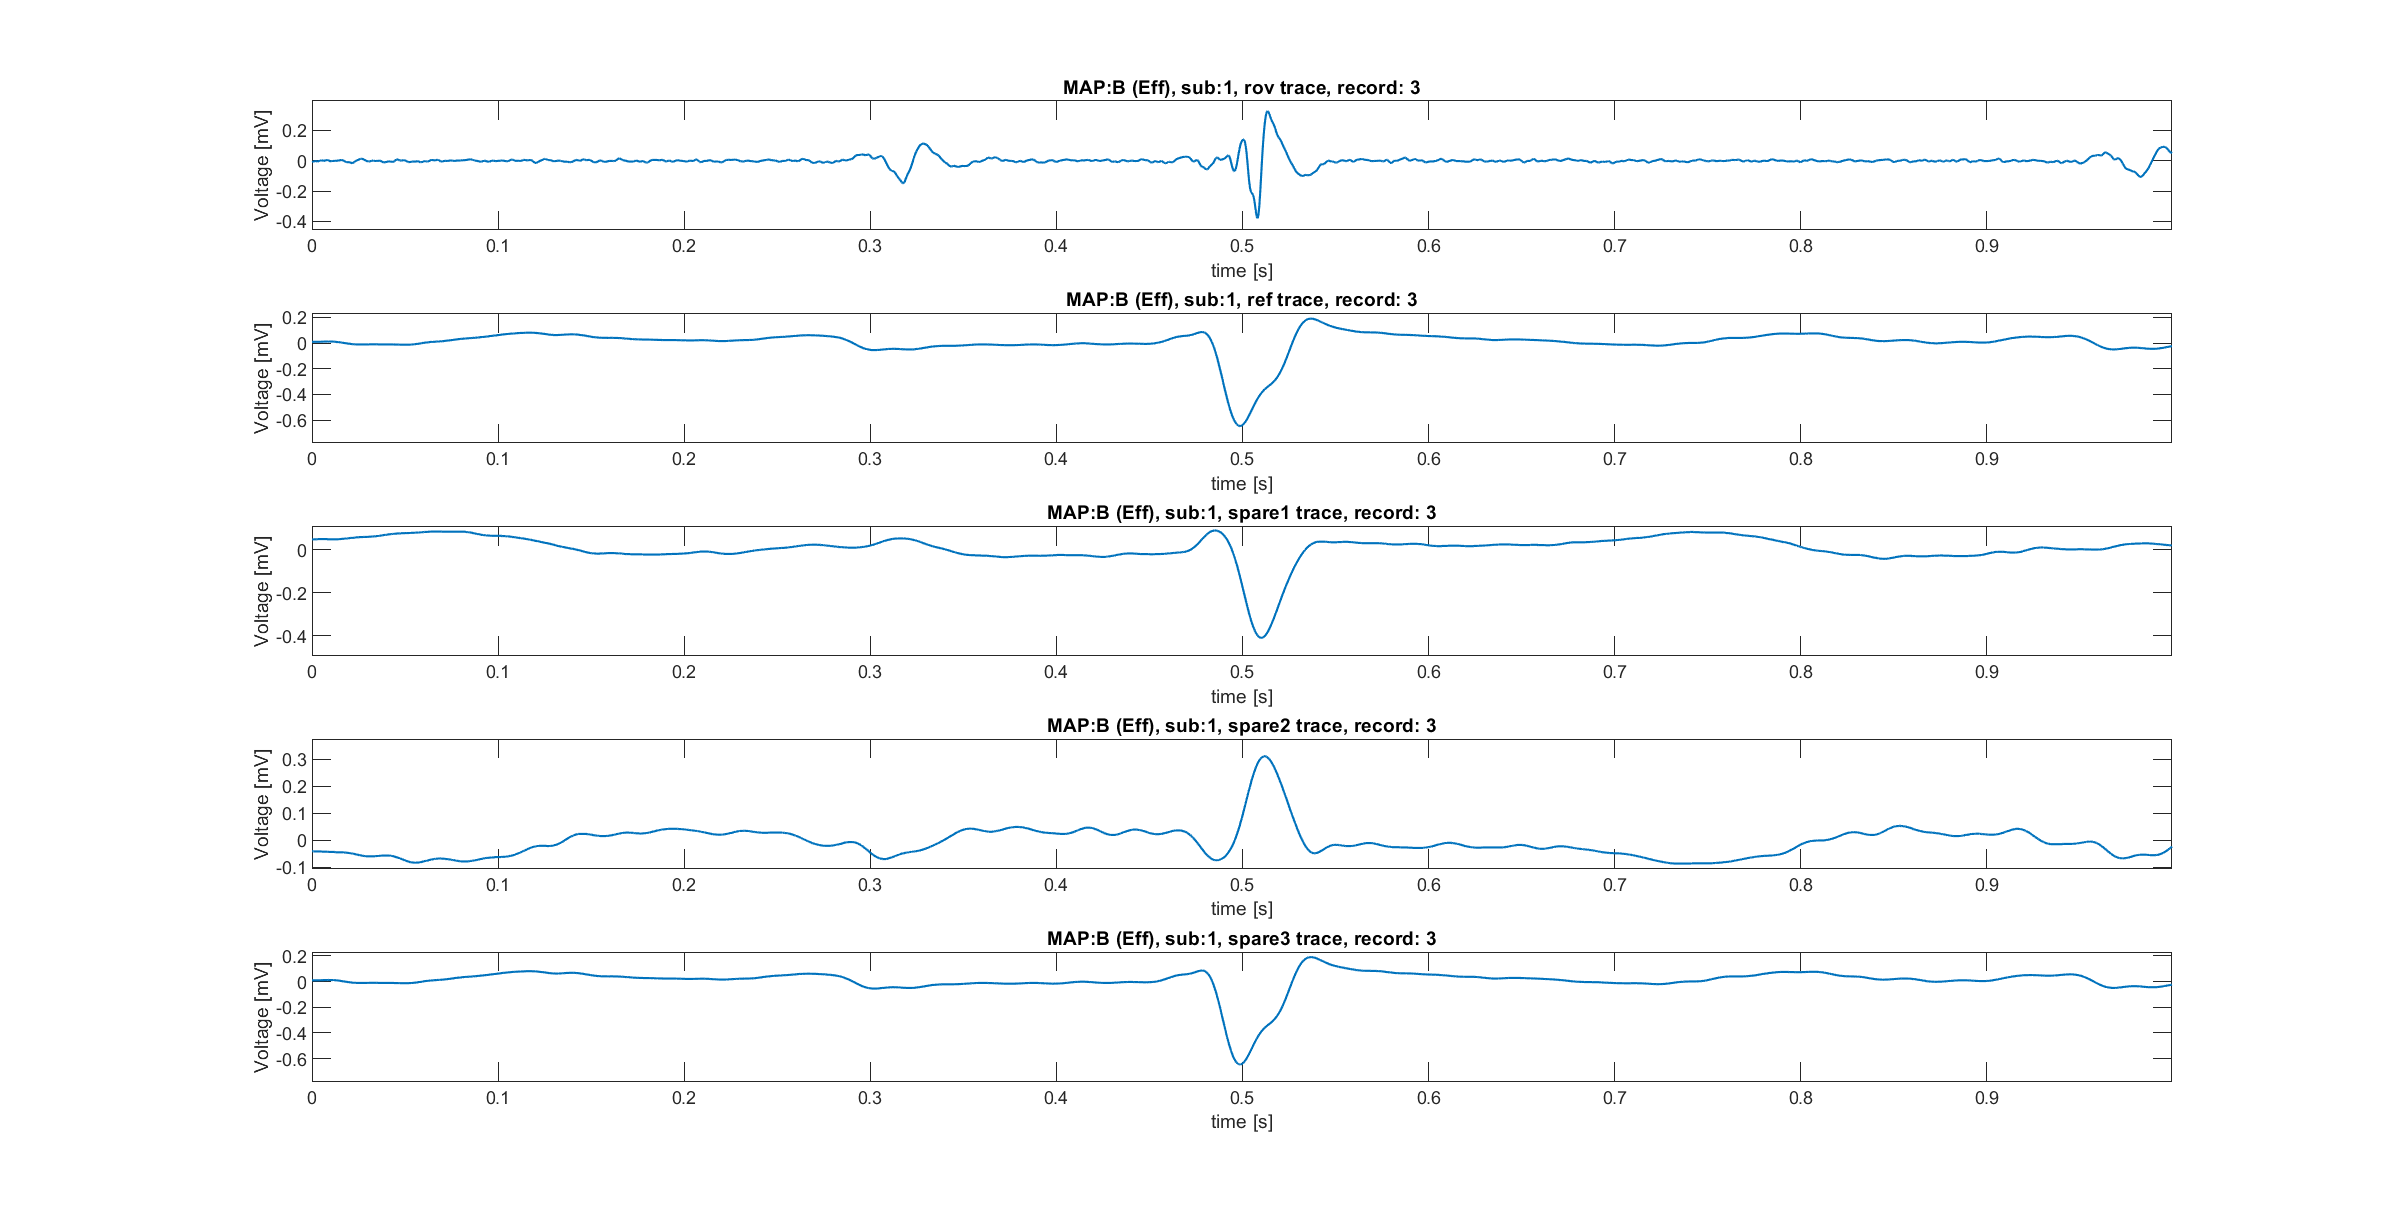 MAP:B (Eff), sub:1, rov trace, record: 3
Voltage [mV]
0.2
0
-0.2
-0.4
0 0.1 0.2 0.3 0.4 0.5 0.6 0.7 0.8 0.9
time [s]
MAP:B (Eff), sub:1, ref trace, record: 3
Voltage [mV]
0.2
0
-0.2
-0.4
-0.6
0 0.1 0.2 0.3 0.4 0.5 0.6 0.7 0.8 0.9
time [s]
MAP:B (Eff), sub:1, spare1 trace, record: 3
Voltage [mV]
0
-0.2
-0.4
0 0.1 0.2 0.3 0.4 0.5 0.6 0.7 0.8 0.9
time [s]
MAP:B (Eff), sub:1, spare2 trace, record: 3
Voltage [mV]
0.3
0.2
0.1
0
-0.1
0 0.1 0.2 0.3 0.4 0.5 0.6 0.7 0.8 0.9
time [s]
MAP:B (Eff), sub:1, spare3 trace, record: 3
Voltage [mV]
0.2
0
-0.2
-0.4
-0.6
0 0.1 0.2 0.3 0.4 0.5 0.6 0.7 0.8 0.9
time [s]